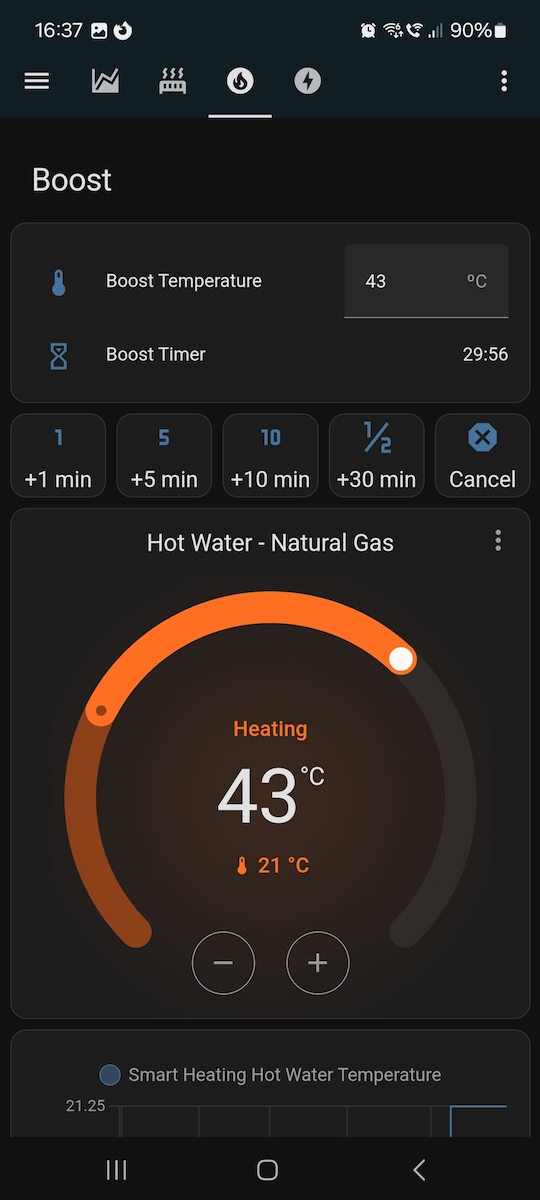 16:37 90%
Boost
Boost Temperature 43 ºC
Boost Timer 29:56
1 5 10 1/2
+1 min +5 min +10 min +30 min Cancel
Hot Water - Natural Gas
Heating
43 °C
21 °C
Smart Heating Hot Water Temperature
21.25